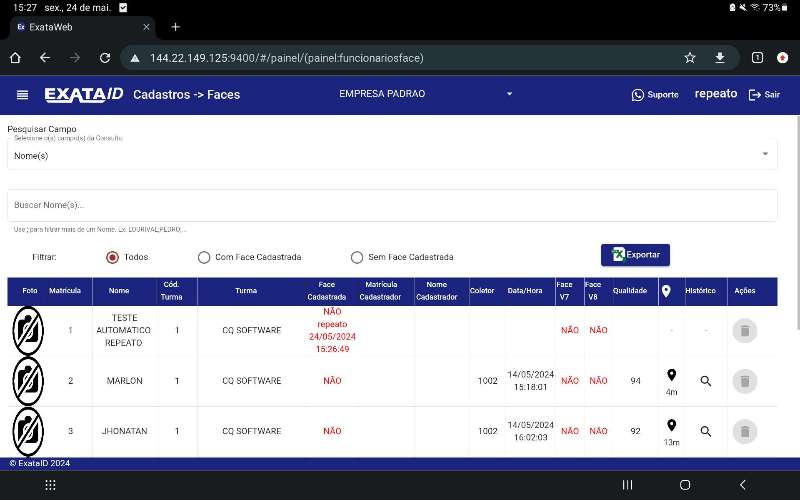 15:27 sex., 24 de mai.
73%
Ex ExataWeb
144.22.149.125:9400/#/painel/(painel:funcionariosface)
1
EXATA ID Cadastros -> Faces EMPRESA PADRAO Suporte repeato Sair
Pesquisar Campo
Selecione o(s) campo(s) da Consulta
Nome(s)
Buscar Nome(s)...
Use ; para filtrar mais de um Nome. Ex: LOURIVAL;PEDRO;...
Filtrar: Todos Com Face Cadastrada Sem Face Cadastrada Exportar
Foto Matrícula Nome Cód. Turma Turma Face Cadastrada Matrícula Cadastrador Nome Cadastrador Coletor Data/Hora Face V7 Face V8 Qualidade Histórico Ações
1 TESTE AUTOMATICO REPEATO 1 CQ SOFTWARE NÃO repeato 24/05/2024 15:26:49 NÃO NÃO - -
2 MARLON 1 CQ SOFTWARE NÃO 1002 14/05/2024 15:18:01 NÃO NÃO 94 4m
3 JHONATAN 1 CQ SOFTWARE NÃO 1002 14/05/2024 16:02:03 NÃO NÃO 92 13m
© ExataID 2024